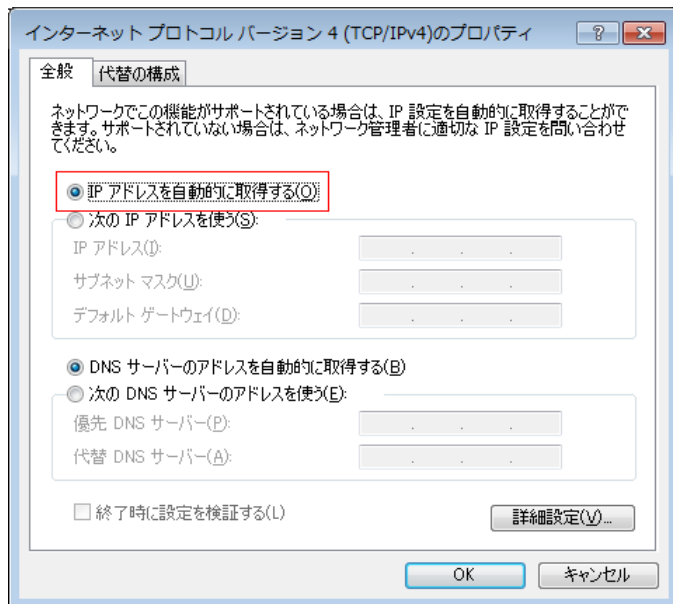 インターネット プロトコル バージョン 4 (TCP/IPv4)のプロパティ
全般
代替の構成
ネットワークでこの機能がサポートされている場合は、IP 設定を自動的に取得することがで
きます。サポートされていない場合は、ネットワーク管理者に適切な IP 設定を問い合わせ
てください。
IP アドレスを自動的に取得する(O)
次の IP アドレスを使う(S):
IP アドレス(I):
サブネット マスク(U):
デフォルト ゲートウェイ(D):
DNS サーバーのアドレスを自動的に取得する(B)
次の DNS サーバーのアドレスを使う(E):
優先 DNS サーバー(P):
代替 DNS サーバー(A):
終了時に設定を検証する(L)
詳細設定(V)...
OK
キャンセル